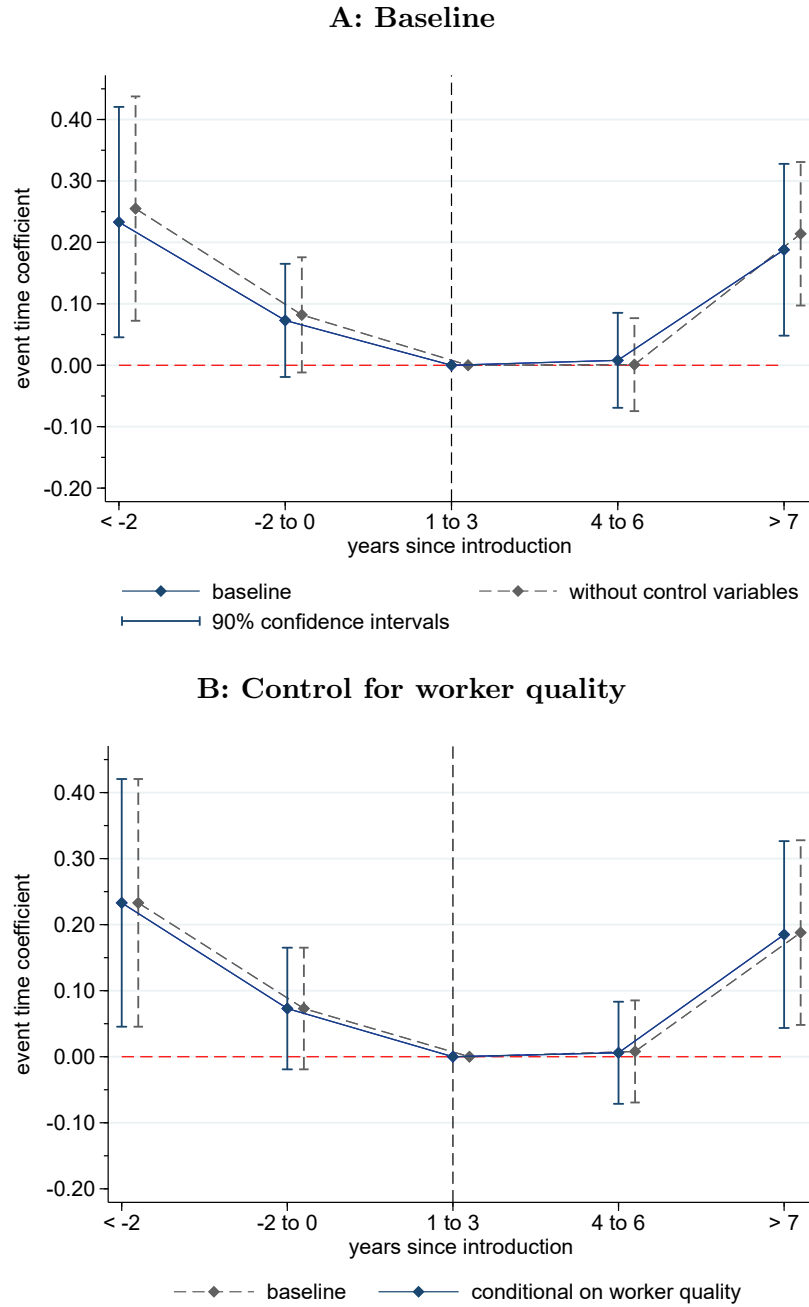 A: Baseline
0.40
0.30
0.20
0.10
0.00
-0.10
-0.20
event time coefficient
< -2 -2 to 0 1 to 3 4 to 6 > 7
years since introduction
baseline without control variables
90% confidence intervals
B: Control for worker quality
0.40
0.30
0.20
0.10
0.00
-0.10
-0.20
event time coefficient
< -2 -2 to 0 1 to 3 4 to 6 > 7
years since introduction
baseline conditional on worker quality